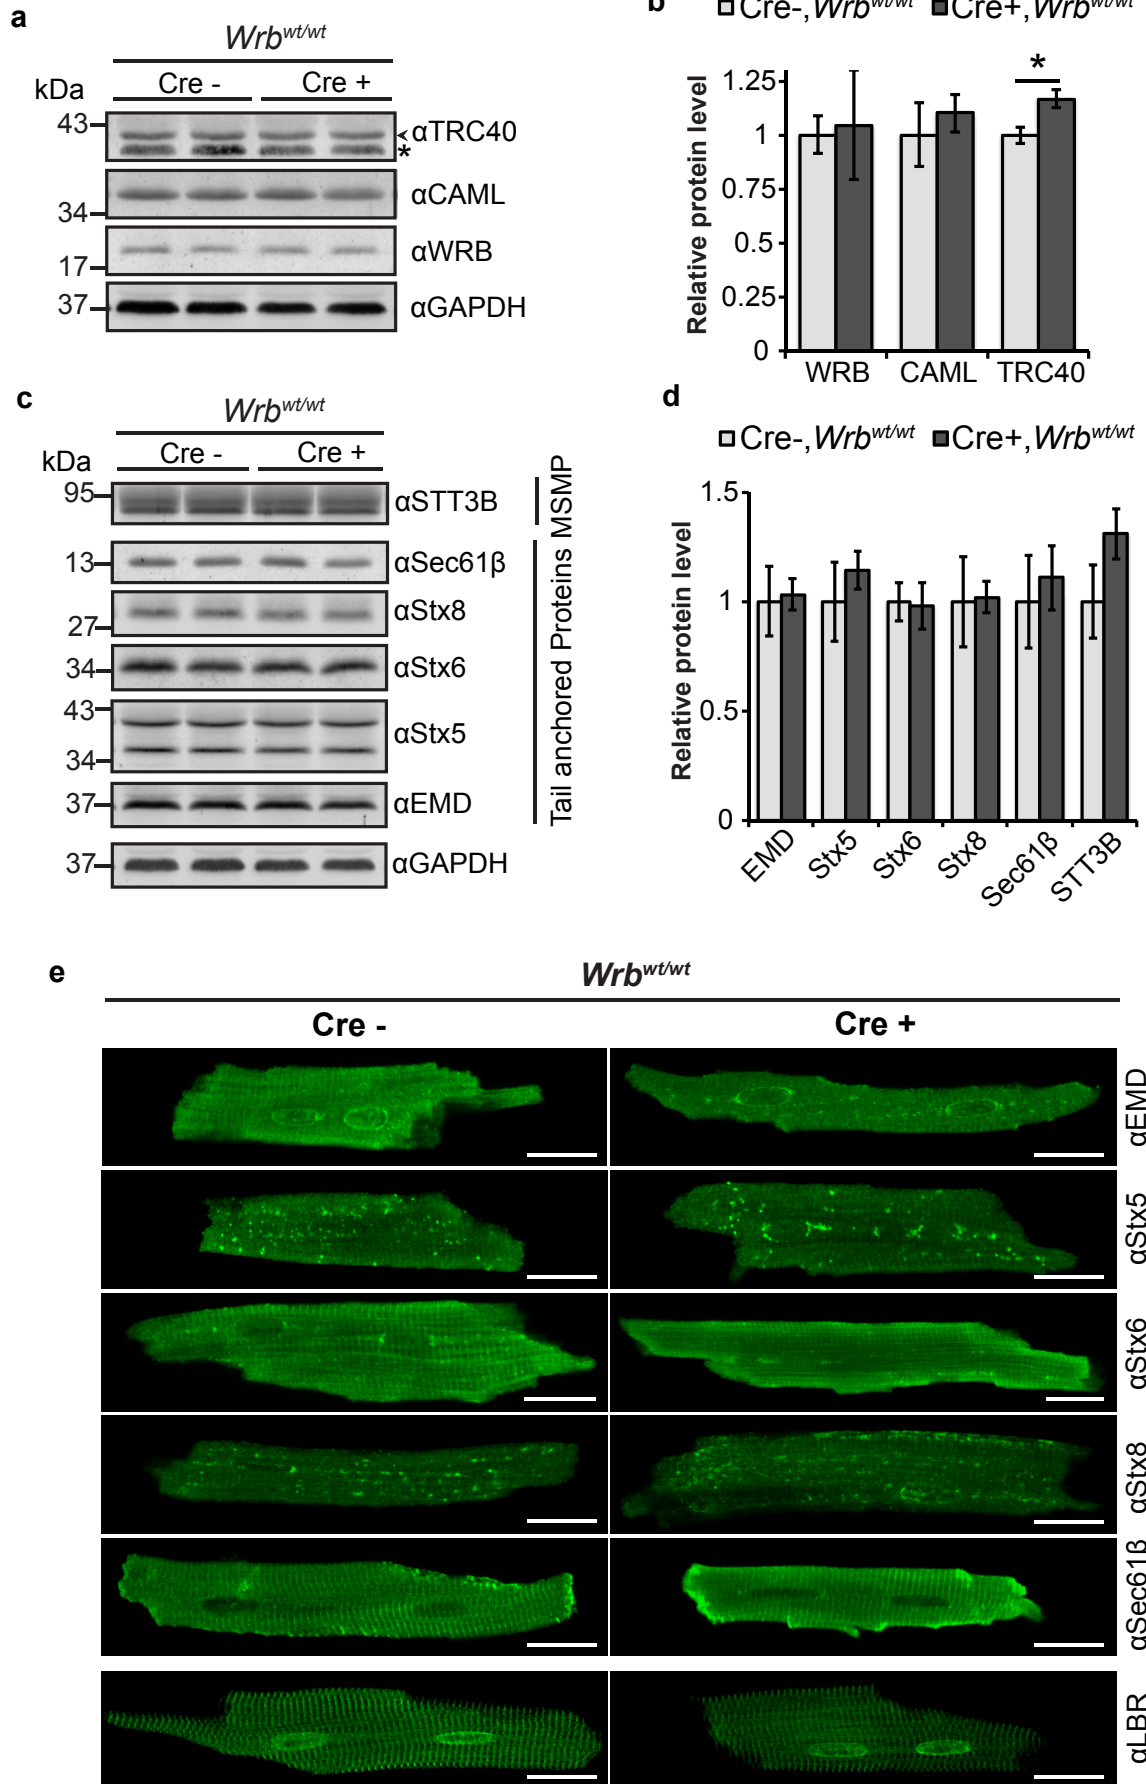 a
Wrbwt/wt
Cre - Cre +
kDa
43
αTRC40
*
αCAML
34
αWRB
17
37
αGAPDH
b
Cre-,Wrbwt/wt Cre+,Wrbwt/wt
*
Relative protein level
1.25
1
0.75
0.5
0.25
0
WRB CAML TRC40
c
Wrbwt/wt
Cre - Cre +
kDa
95
αSTT3B
MSMP
13
αSec61β
αStx8
27
34
αStx6
43
αStx5
34
37
αEMD
Tail anchored Proteins
37
αGAPDH
d
Cre-,Wrbwt/wt Cre+,Wrbwt/wt
Relative protein level
1.5
1
0.5
0
EMD Stx5 Stx6 Stx8 Sec61β STT3B
e
Wrbwt/wt
Cre - Cre +
αEMD
αStx5
αStx6
αStx8
αSec61β
αLBR